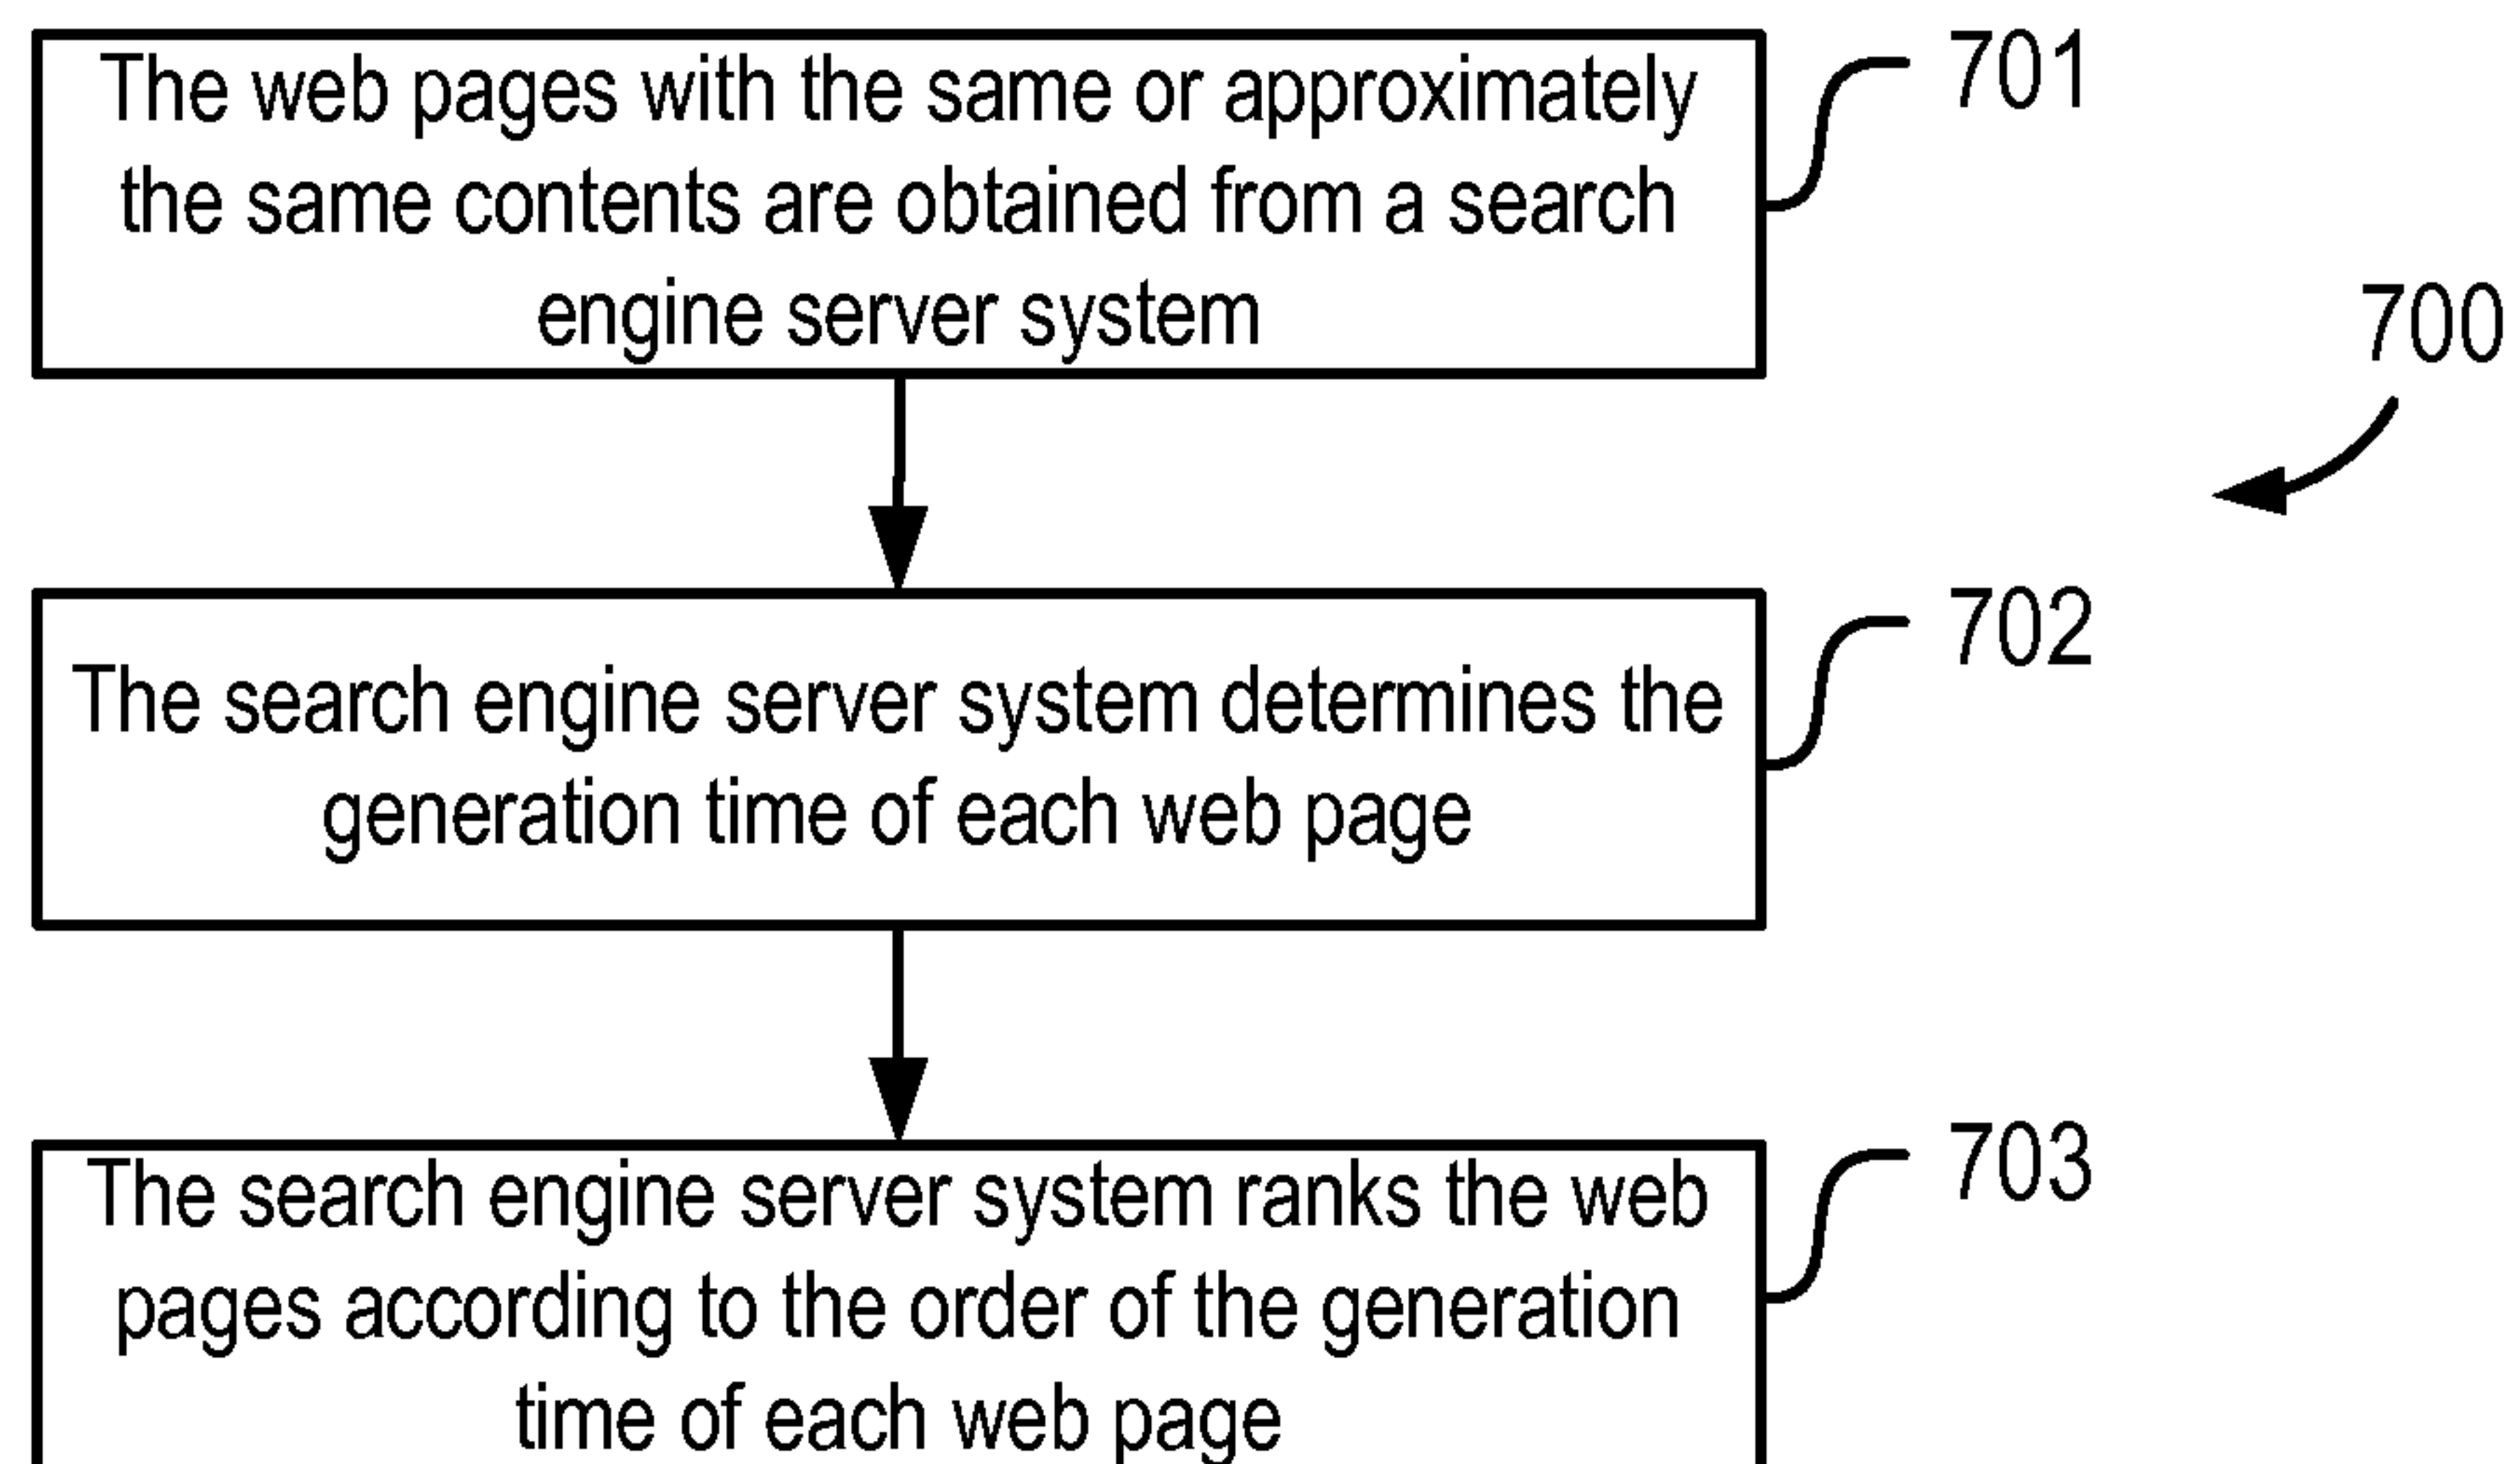 The web pages with the same or approximately
the same contents are obtained from a search
engine server system
701
700
The search engine server system determines the
generation time of each web page
702
The search engine server system ranks the web
pages according to the order of the generation
time of each web page
703